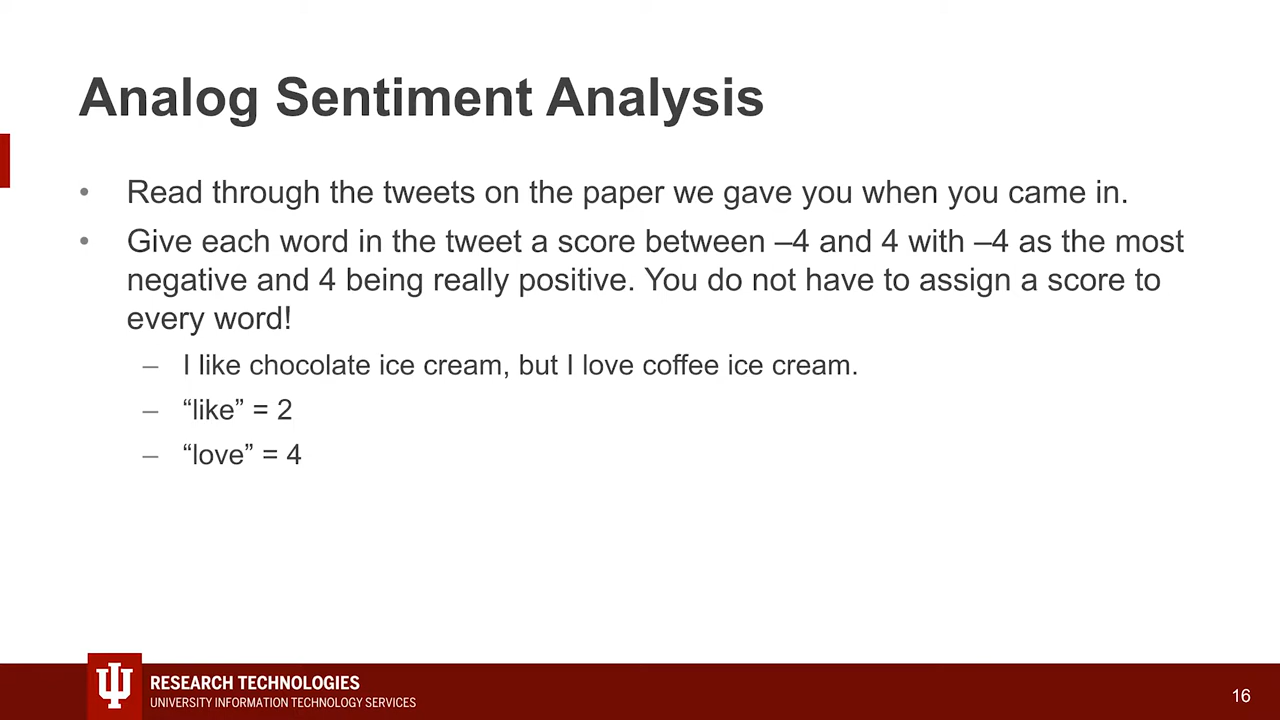 Analog Sentiment Analysis
• Read through the tweets on the paper we gave you when you came in.
• Give each word in the tweet a score between –4 and 4 with –4 as the most
negative and 4 being really positive. You do not have to assign a score to
every word!
– I like chocolate ice cream, but I love coffee ice cream.
– “like” = 2
– “love” = 4
RESEARCH TECHNOLOGIES
UNIVERSITY INFORMATION TECHNOLOGY SERVICES
16